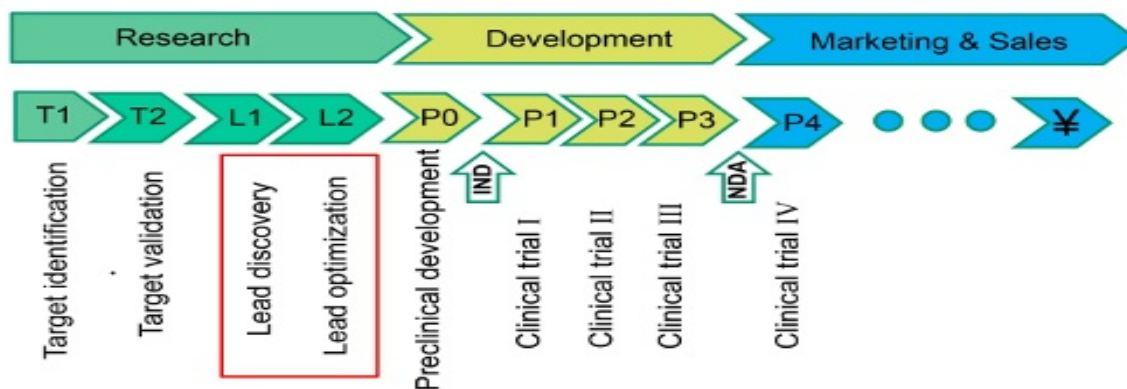 Research
Development
Marketing & Sales
T1
T2
L1
L2
P0
P1
P2
P3
P4
¥
IND
NDA
Target identification
Target validation
Lead discovery
Lead optimization
Preclinical development
Clinical trial I
Clinical trial II
Clinical trial III
Clinical trial IV